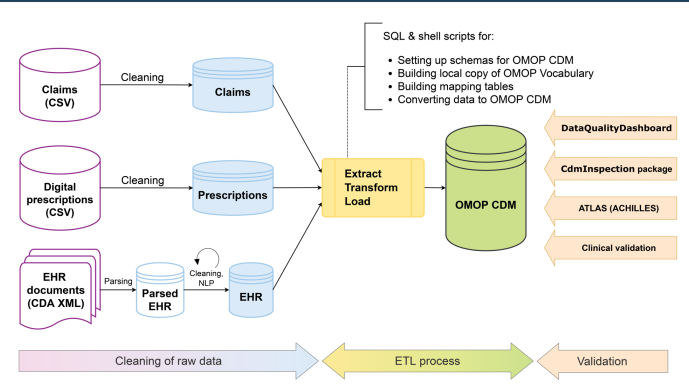 SQL & shell scripts for:
• Setting up schemas for OMOP CDM
• Building local copy of OMOP Vocabulary
• Building mapping tables
• Converting data to OMOP CDM
Claims
(CSV)
Cleaning
Claims
Digital
prescriptions
(CSV)
Cleaning
Prescriptions
EHR
documents
(CDA XML)
Parsing
Parsed
EHR
Cleaning,
NLP
EHR
Extract
Transform
Load
OMOP CDM
DataQualityDashboard
CdmInspection package
ATLAS (ACHILLES)
Clinical validation
Cleaning of raw data
ETL process
Validation